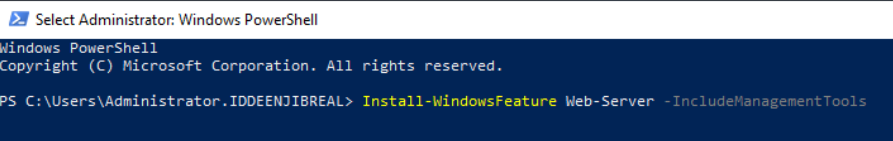 Select Administrator: Windows PowerShell
Windows PowerShell
Copyright (C) Microsoft Corporation. All rights reserved.
PS C:\Users\Administrator.IDDEENJIBREAL> Install-WindowsFeature Web-Server -IncludeManagementTools